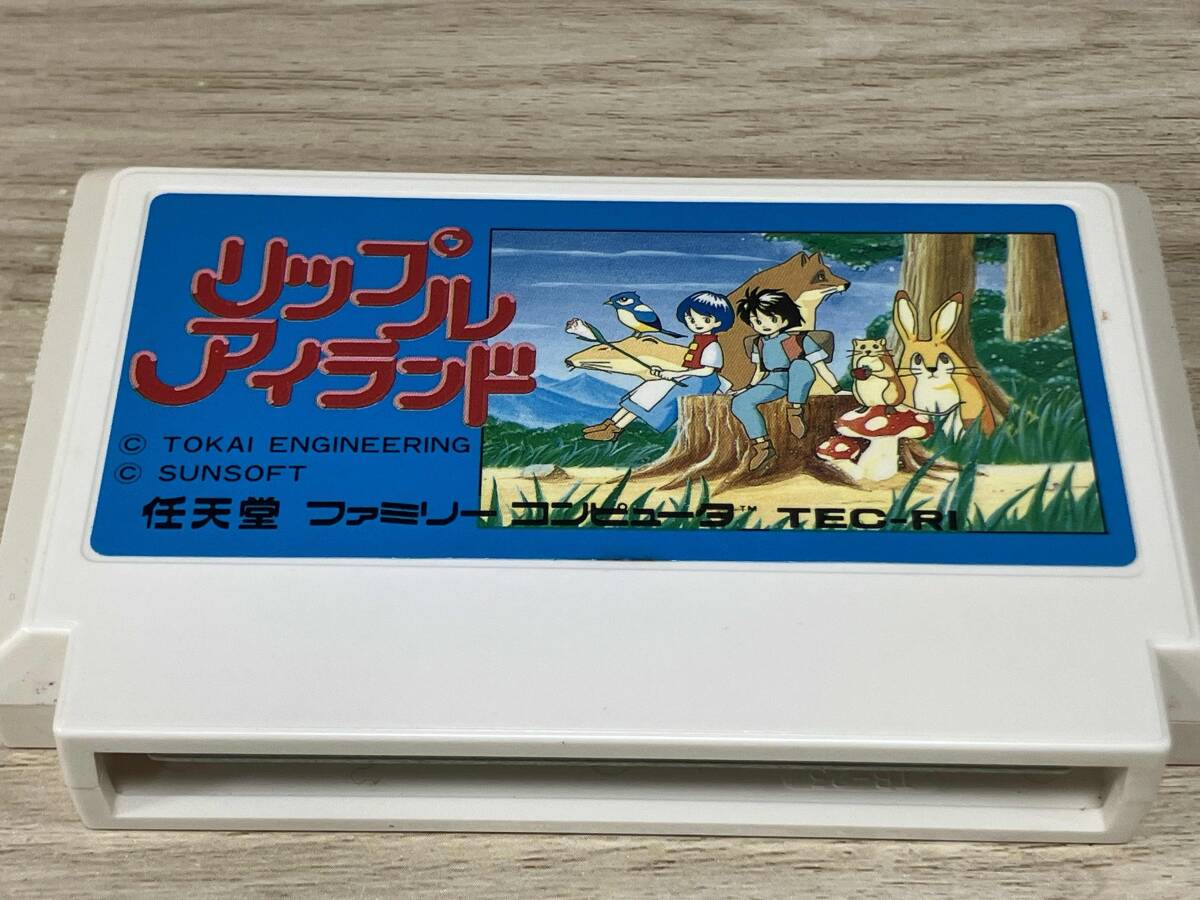 リップル
アイランド
© TOKAI ENGINEERING
© SUNSOFT
任天堂 ファミリーコンピュータ™ TEC-RI